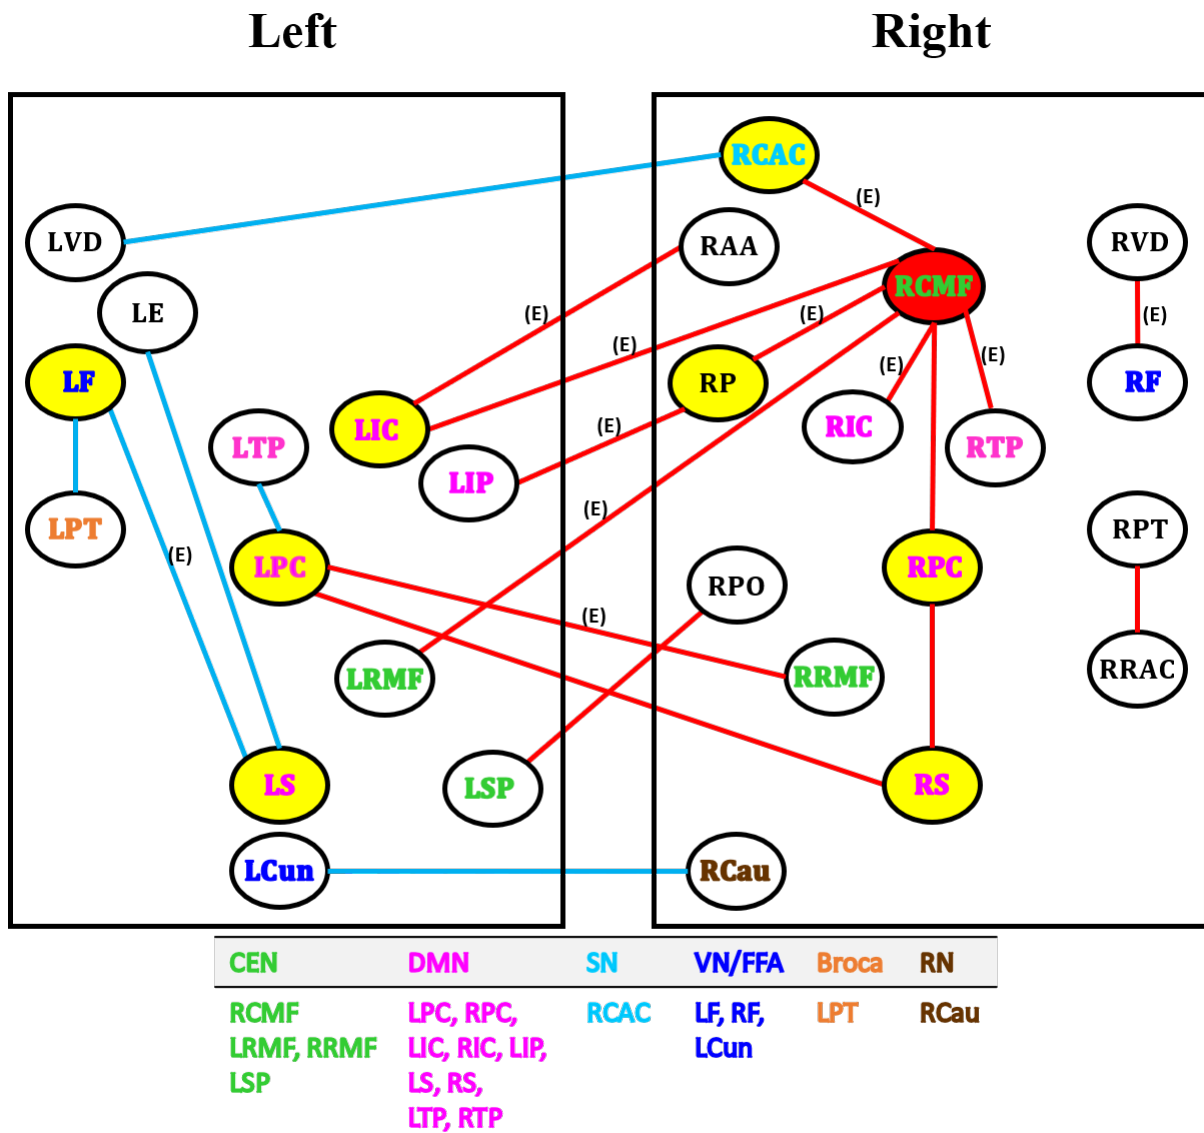 Left Right
RCAC
(E)
LVD RAA RVD
RCMF
LE (E) (E) (E)
(E) (E) (E)
LF RP RF
LIC RIC
LTP RTP
LIP (E)
(E)
LPT RPT
(E)
LPC RPC
RPO
(E)
LRMF RRMF RRAC
LS LSP RS
LCun RCau
CEN DMN SN VN/FFA Broca RN
RCMF LPC, RPC, RCAC LF, RF, LPT RCau
LRMF, RRMF LIC, RIC, LIP, LCun
LSP LS, RS,
LTP, RTP